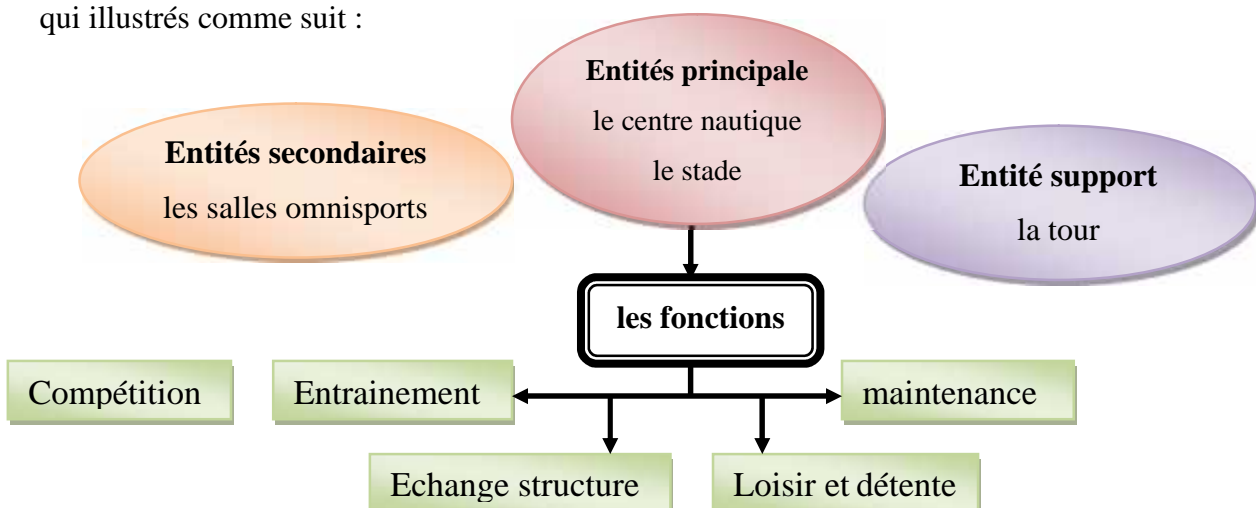 qui illustrés comme suit :
Entités principale
le centre nautique
le stade
Entités secondaires
les salles omnisports
Entité support
la tour
les fonctions
Compétition
Entrainement
maintenance
Echange structure
Loisir et détente